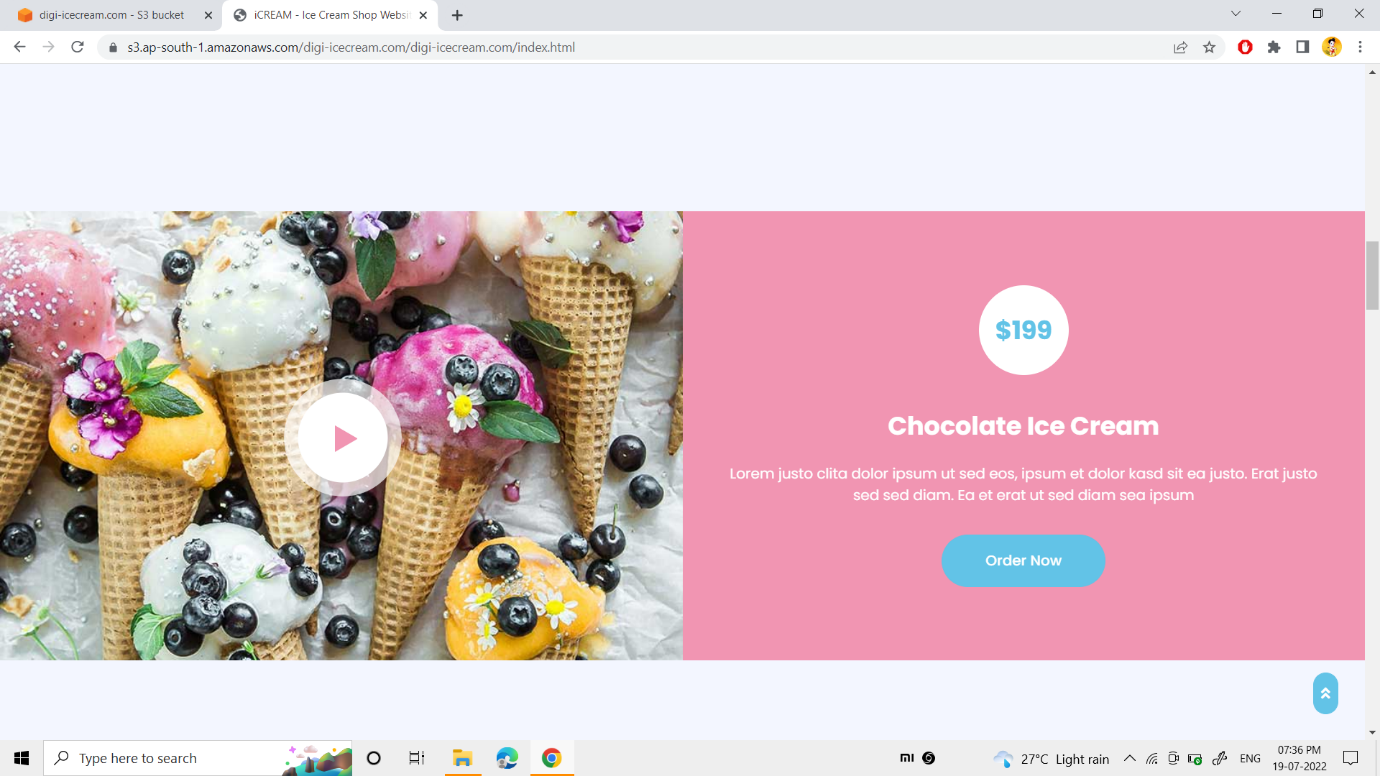 digi-icecream.com - S3 bucket
iCREAM - Ice Cream Shop Websi
s3.ap-south-1.amazonaws.com/digi-icecream.com/digi-icecream.com/index.html
$199
Chocolate Ice Cream
Lorem justo clita dolor ipsum ut sed eos, ipsum et dolor kasd sit ea justo. Erat justo
sed sed diam. Ea et erat ut sed diam sea ipsum
Order Now
Type here to search
27°C Light rain
ENG
07:36 PM
19-07-2022